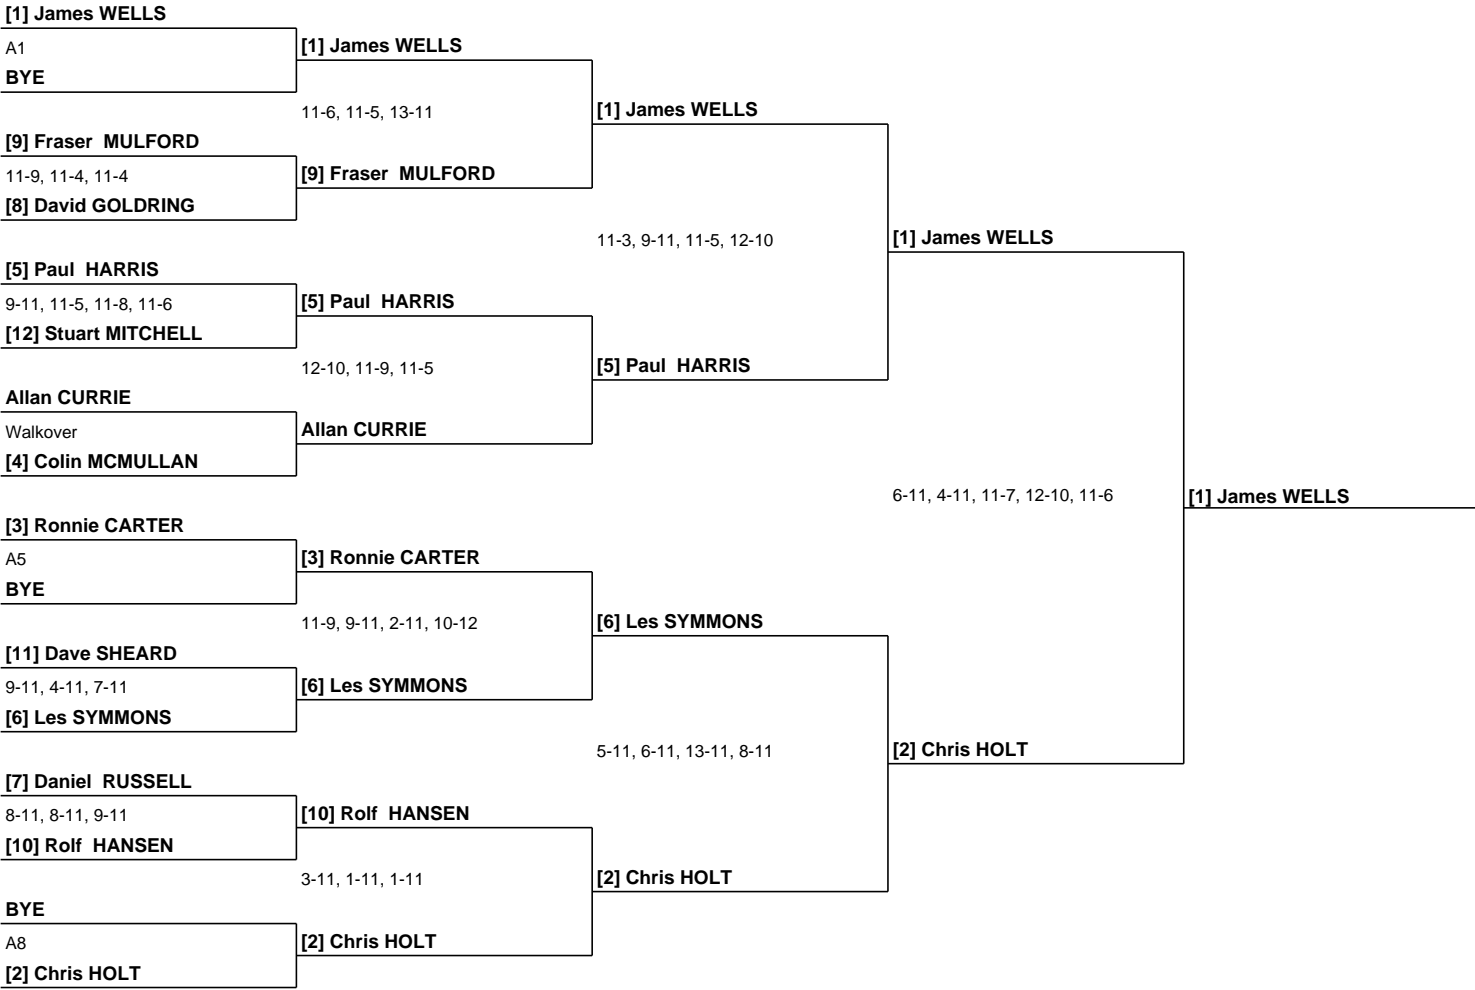 [1] James WELLS
A1
BYE
[9] Fraser MULFORD
11-9, 11-4, 11-4
[8] David GOLDRING
[5] Paul HARRIS
9-11, 11-5, 11-8, 11-6
[12] Stuart MITCHELL
Allan CURRIE
Walkover
[4] Colin MCMULLAN
[3] Ronnie CARTER
A5
BYE
[11] Dave SHEARD
9-11, 4-11, 7-11
[6] Les SYMMONS
[7] Daniel RUSSELL
8-11, 8-11, 9-11
[10] Rolf HANSEN
BYE
A8
[2] Chris HOLT
[1] James WELLS
11-6, 11-5, 13-11
[9] Fraser MULFORD
[5] Paul HARRIS
12-10, 11-9, 11-5
Allan CURRIE
[3] Ronnie CARTER
11-9, 9-11, 2-11, 10-12
[6] Les SYMMONS
[10] Rolf HANSEN
3-11, 1-11, 1-11
[2] Chris HOLT
[1] James WELLS
11-3, 9-11, 11-5, 12-10
[5] Paul HARRIS
[6] Les SYMMONS
5-11, 6-11, 13-11, 8-11
[2] Chris HOLT
[1] James WELLS
6-11, 4-11, 11-7, 12-10, 11-6
[2] Chris HOLT
[1] James WELLS